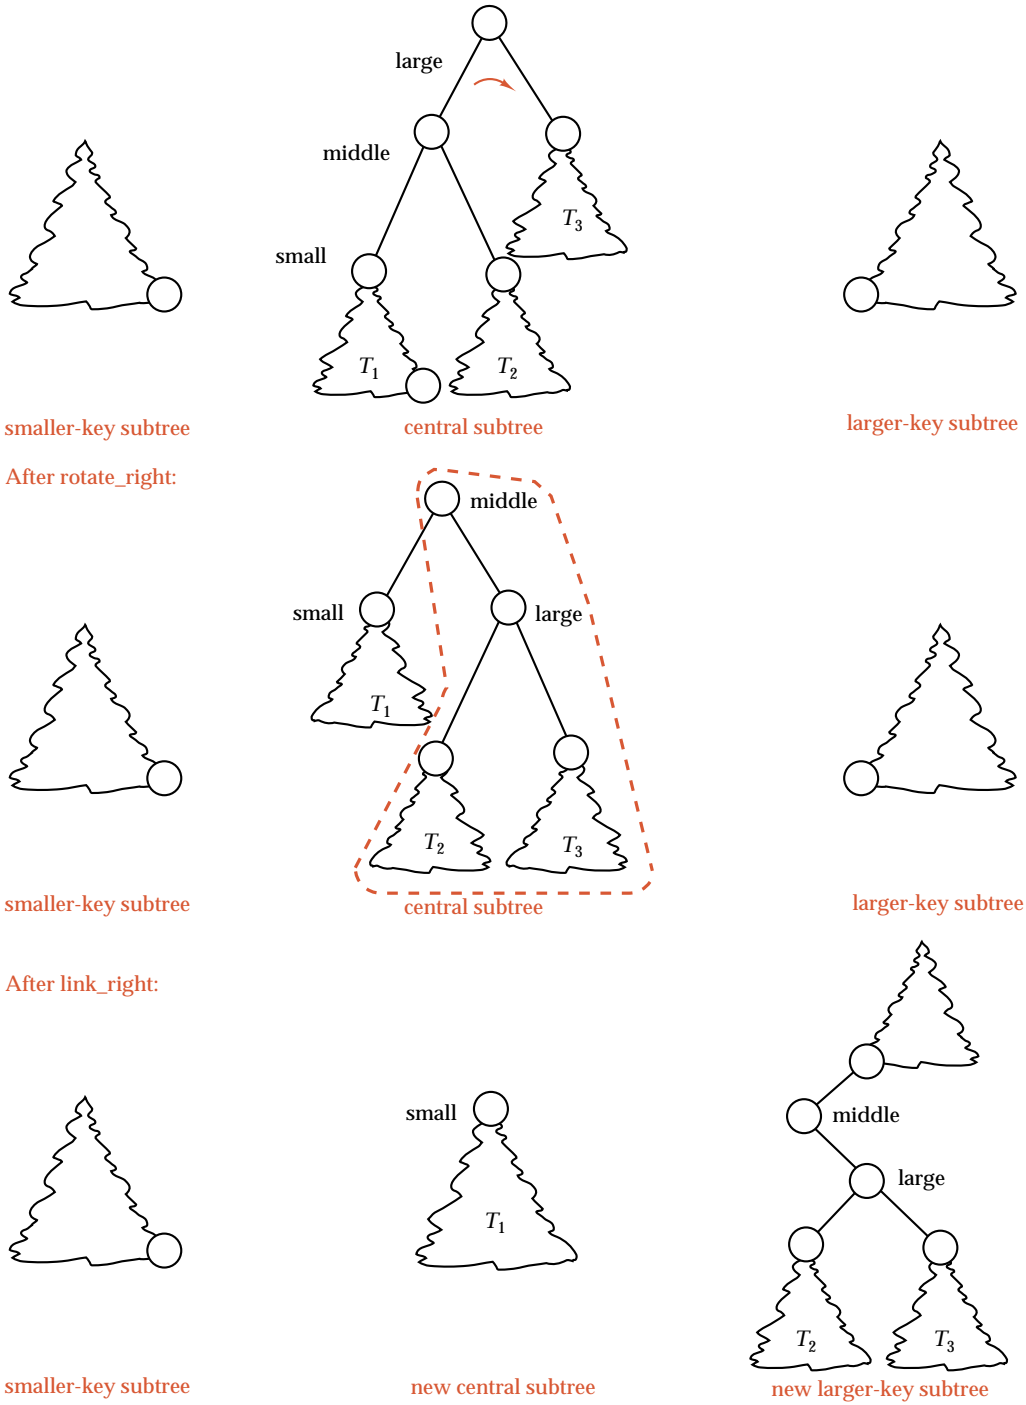 large
middle
T3
small
T1
T2
smaller-key subtree
central subtree
larger-key subtree
After rotate_right:
middle
small
large
T1
T2
T3
smaller-key subtree
central subtree
larger-key subtree
After link_right:
small
middle
large
T1
T2
T3
smaller-key subtree
new central subtree
new larger-key subtree